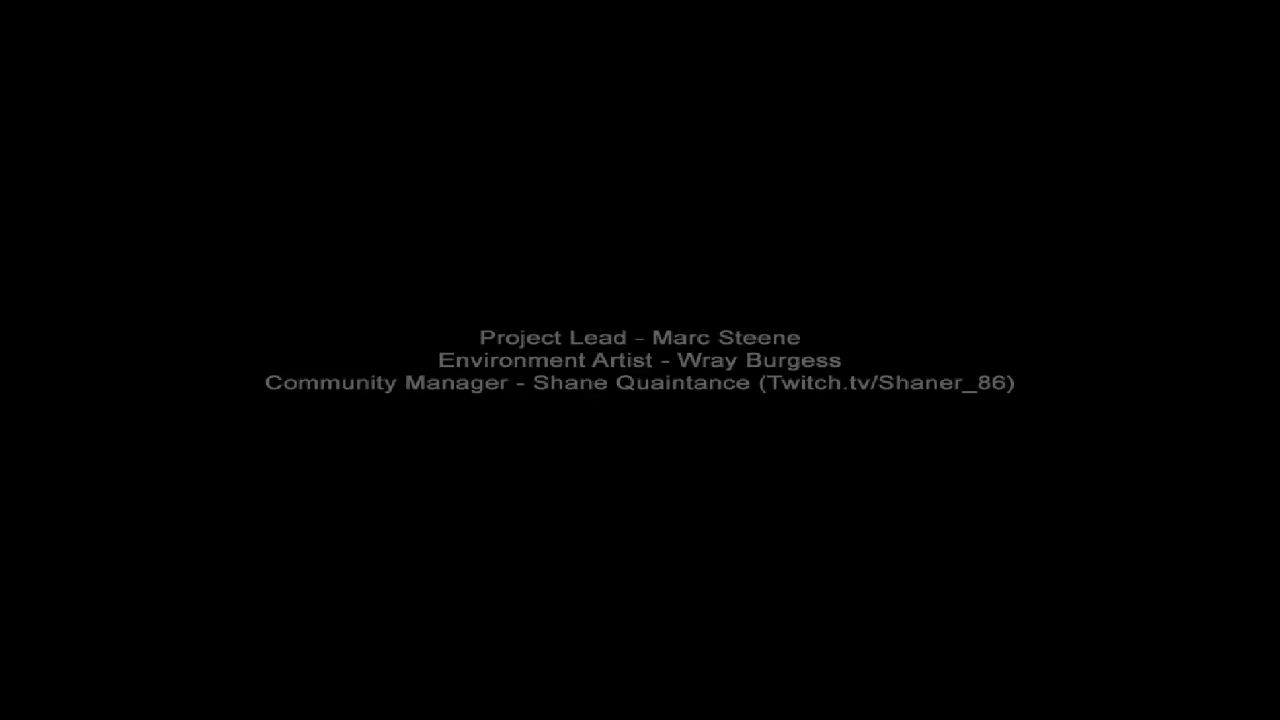 Project Lead - Marc Steene
Environment Artist - Wray Burgess
Community Manager - Shane Quaintance (Twitch.tv/Shaner_86)